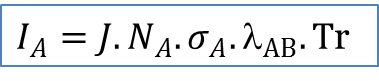 I_A = J. N_A. σ_A. λ_AB. Tr